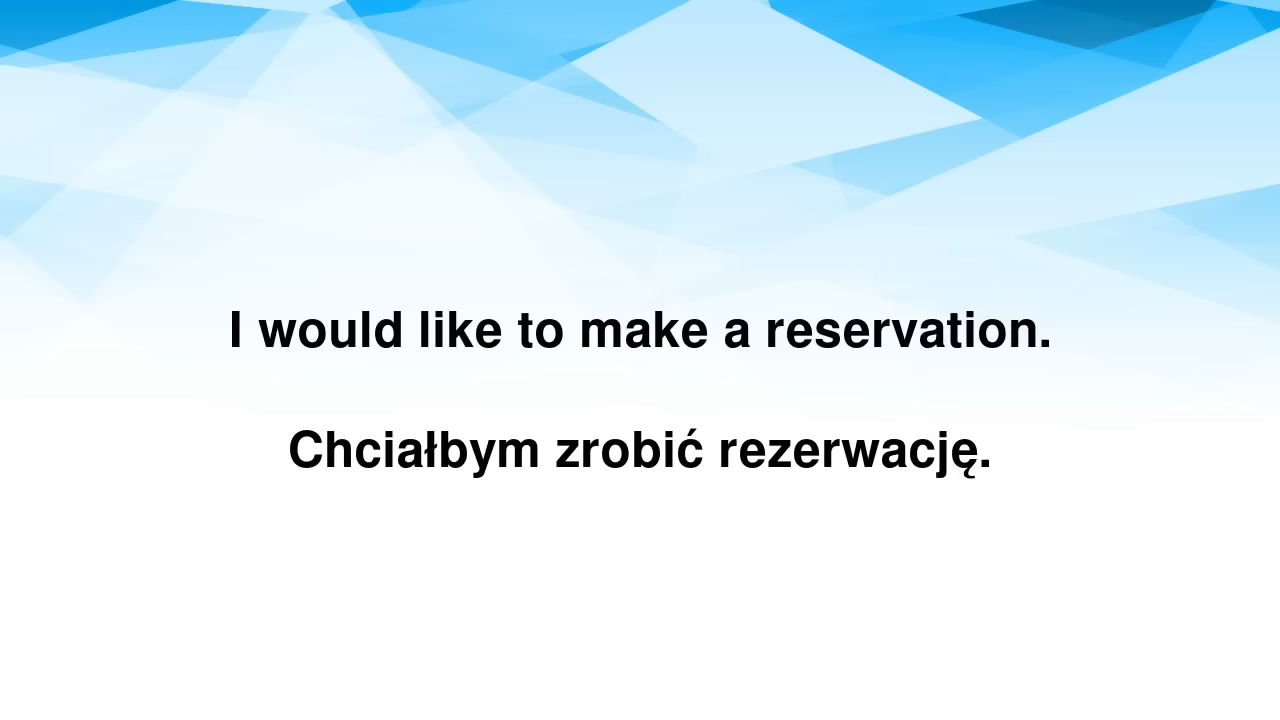 I would like to make a reservation.
Chciałbym zrobić rezerwację.